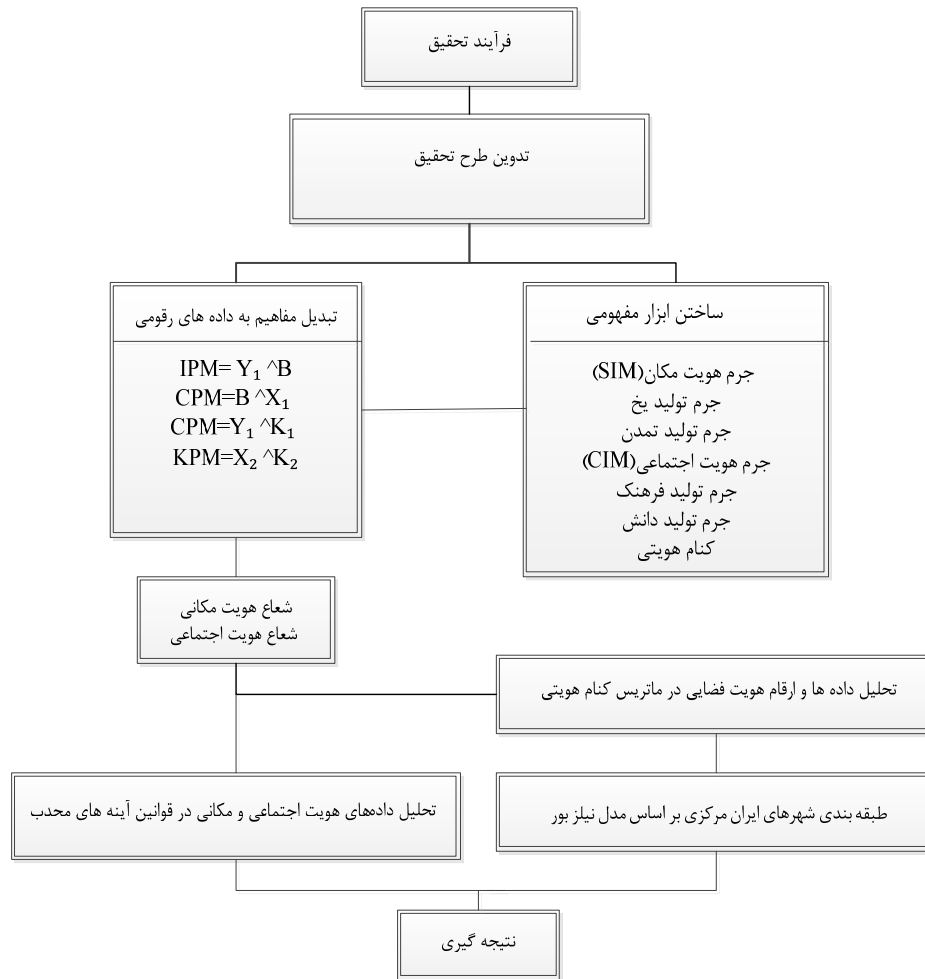 فرآیند تحقیق
تدوین طرح تحقیق
ساختن ابزار مفهومی
جرم هویت مکان(SIM)
جرم تولید یخ
جرم تولید تمدن
جرم هویت اجتماعی(CIM)
جرم تولید فرهنک
جرم تولید دانش
کنام هویتی
تبدیل مفاهیم به داده های رقومی
IPM= Y₁ ^B
CPM=B ^X₁
CPM=Y₁ ^K₁
KPM=X₂ ^K₂
شعاع هویت مکانی
شعاع هویت اجتماعی
تحلیل داده ها و ارقام هویت فضایی در ماتریس کنام هویتی
طبقه بندی شهرهای ایران مرکزی بر اساس مدل نیلز بور
تحلیل داده‌های هویت اجتماعی و مکانی در قوانین آینه های محدب
نتیجه گیری